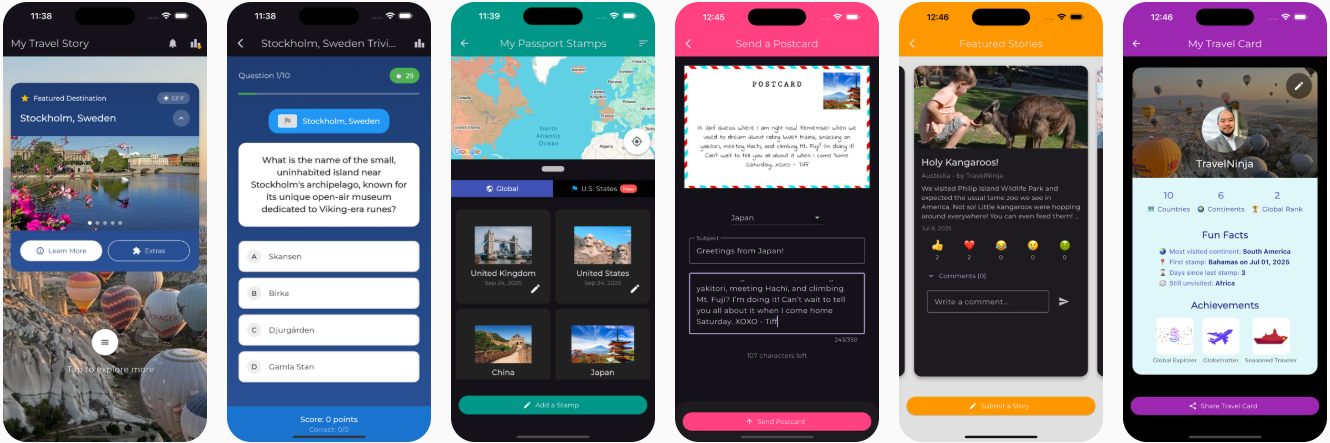 11:38
My Travel Story
Featured Destination
53°F
Stockholm, Sweden
Learn More
Extras
VOYAGER
Tap to explore more
11:38
Stockholm, Sweden Trivi...
Question 1/10
29
Stockholm, Sweden
What is the name of the small,
uninhabited island near
Stockholm's archipelago, known for
its unique open-air museum
dedicated to Viking-era runes?
A Skansen
B Birka
C Djurgården
D Gamla Stan
Score: 0 points
Correct: 0/0
11:39
My Passport Stamps
Canada
United States
North
Atlantic
Ocean
Iceland
Sweden
Norway
United
Kingdom
France
Spain
Algeria
Global
U.S. States
New
United Kingdom
Sep 24, 2025
United States
Sep 23, 2025
China
Japan
Add a Stamp
12:45
Send a Postcard
POSTCARD
Hi dad! Guess where I am right now! Remember when we
used to dream about riding bullet trains, snacking on
yakitori, meeting Hachi, and climbing Mt. Fuji? I'm doing it!
Can't wait to tell you all about it when I come home
Saturday. XOXO - Tiff
Japan
Subject
Greetings from Japan!
yakitori, meeting Hachi, and climbing
Mt. Fuji? I'm doing it! Can't wait to tell
you all about it when I come home
Saturday. XOXO - Tiff
243/350
107 characters left
Send Postcard
12:46
Featured Stories
Holy Kangaroos!
Australia - by TravelNinja
We visited Philip Island Wildlife Park and
expected the usual tame zoo we see in
America. Not so! Little kangaroos were hopping
around everywhere! You can even feed them! ...
Jul 8, 2025
2 2 0 0 0
Comments (0)
Write a comment...
Submit a Story
12:46
My Travel Card
TravelNinja
10
Countries
6
Continents
2
Global Rank
Fun Facts
Most visited continent: South America
First stamp: Bahamas on Jul 01, 2025
Days since last stamp: 3
Still unvisited: Africa
Achievements
Global Explorer
Globetrotter
Seasoned Traveler
Share Travel Card